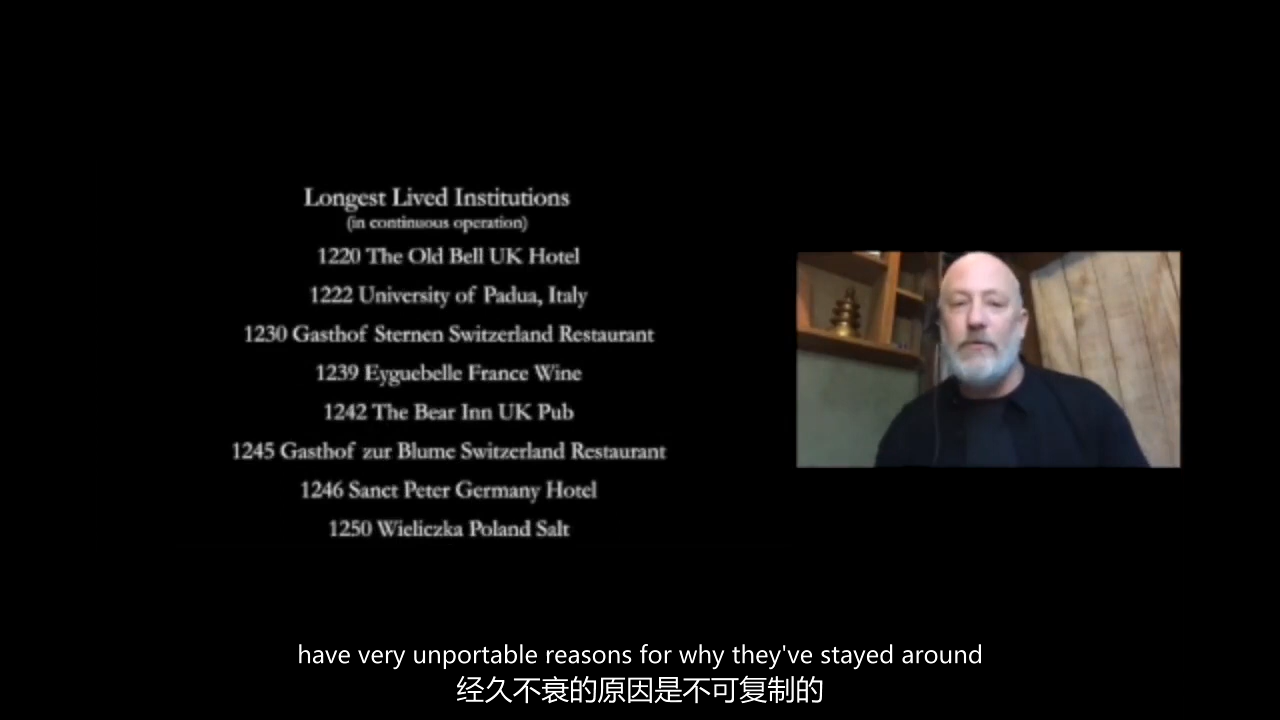 Longest Lived Institutions
(in continuous operation)
1220 The Old Bell UK Hotel
1222 University of Padua, Italy
1230 Gasthof Sternen Switzerland Restaurant
1239 Eyguebelle France Wine
1242 The Bear Inn UK Pub
1245 Gasthof zur Blume Switzerland Restaurant
1246 Sanct Peter Germany Hotel
1250 Wieliczka Poland Salt
have very unportable reasons for why they've stayed around
经久不衰的原因是不可复制的